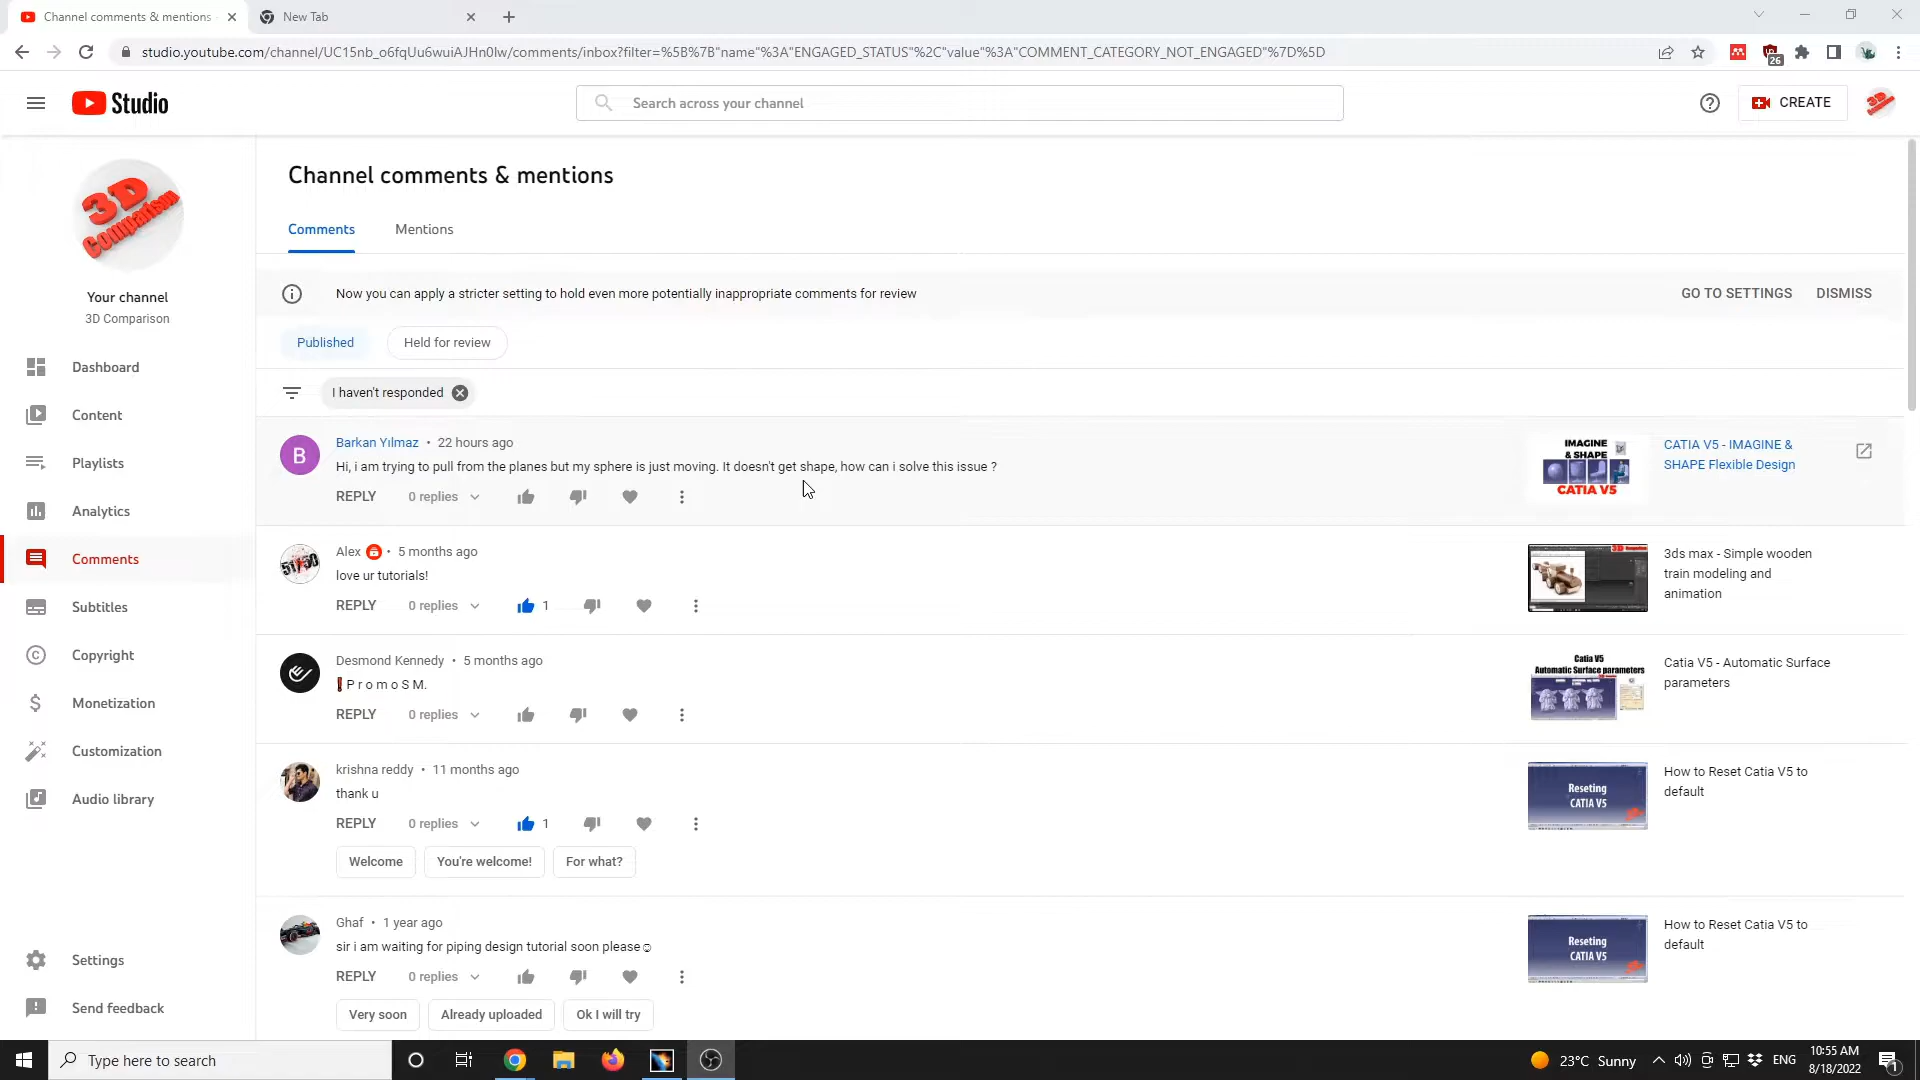 Channel comments & mentions -
New Tab
studio.youtube.com/channel/UC15nb_o6fqUu6wuiAJHn0lw/comments/inbox?filter=%5B%7B"name"%3A"ENGAGED_STATUS"%2C"value"%3A"COMMENT_CATEGORY_NOT_ENGAGED"%7D%5D
26
Studio
Search across your channel
CREATE
3D
Comparison
Your channel
3D Comparison
Dashboard
Content
Playlists
Analytics
Comments
Subtitles
Copyright
Monetization
Customization
Audio library
Settings
Send feedback
Channel comments & mentions
Comments
Mentions
Now you can apply a stricter setting to hold even more potentially inappropriate comments for review
GO TO SETTINGS
DISMISS
Published
Held for review
I haven't responded
B
Barkan Yılmaz • 22 hours ago
Hi, i am trying to pull from the planes but my sphere is just moving. It doesn't get shape, how can i solve this issue ?
REPLY
0 replies
IMAGINE
& SHAPE
CATIA V5
CATIA V5 - IMAGINE &
SHAPE Flexible Design
Alex • 5 months ago
love ur tutorials!
REPLY
0 replies
1
3ds max - Simple wooden
train modeling and
animation
Desmond Kennedy • 5 months ago
❗ P r o m o S M.
REPLY
0 replies
Catia V5
Automatic Surface parameters
Catia V5 - Automatic Surface
parameters
krishna reddy • 11 months ago
thank u
REPLY
0 replies
1
Welcome
You're welcome!
For what?
Reseting
CATIA V5
How to Reset Catia V5 to
default
Ghaf • 1 year ago
sir i am waiting for piping design tutorial soon please☺
REPLY
0 replies
Very soon
Already uploaded
Ok I will try
Reseting
CATIA V5
How to Reset Catia V5 to
default
Type here to search
23°C Sunny
ENG
10:55 AM
8/18/2022
1